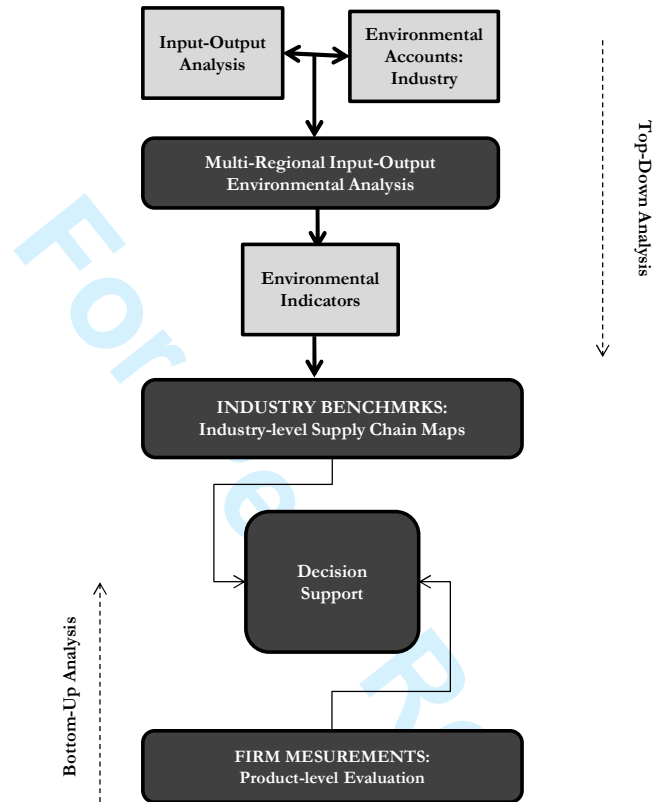 Input-Output
Analysis
Environmental
Accounts:
Industry
Multi-Regional Input-Output
Environmental Analysis
Environmental
Indicators
INDUSTRY BENCHMRKS:
Industry-level Supply Chain Maps
Decision
Support
FIRM MESUREMENTS:
Product-level Evaluation
Top-Down Analysis
Bottom-Up Analysis
For